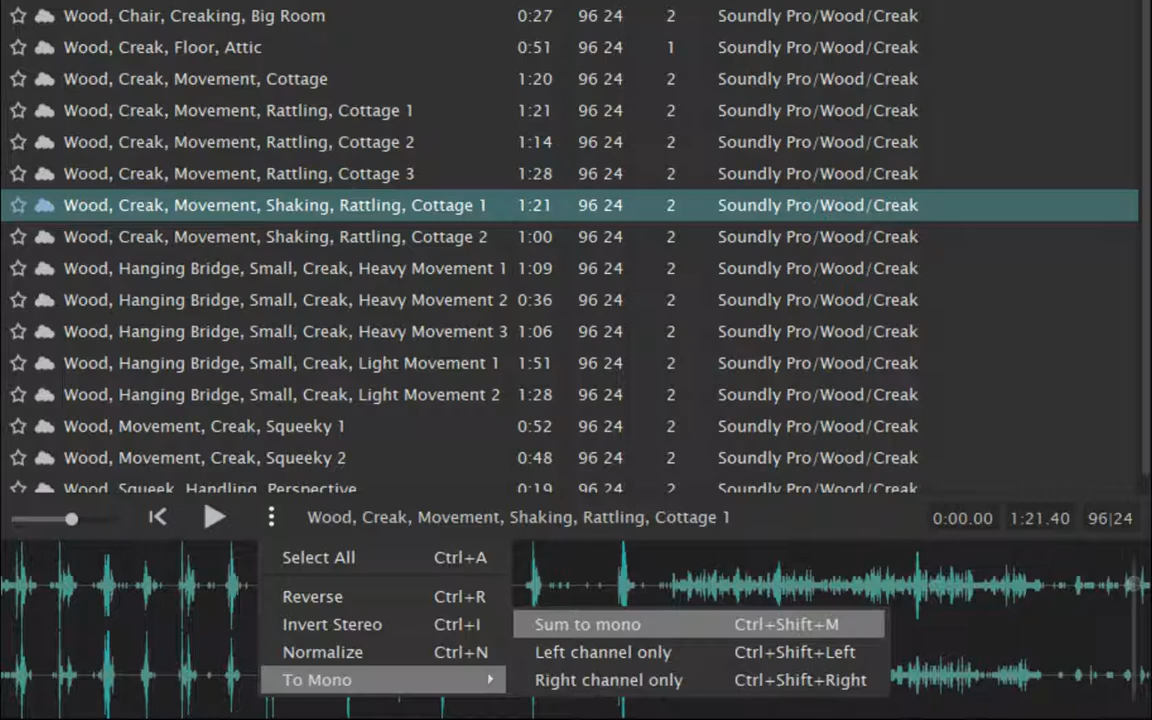 Wood, Chair, Creaking, Big Room 0:27 96 24 2 Soundly Pro/Wood/Creak
Wood, Creak, Floor, Attic 0:51 96 24 1 Soundly Pro/Wood/Creak
Wood, Creak, Movement, Cottage 1:20 96 24 2 Soundly Pro/Wood/Creak
Wood, Creak, Movement, Rattling, Cottage 1 1:21 96 24 2 Soundly Pro/Wood/Creak
Wood, Creak, Movement, Rattling, Cottage 2 1:14 96 24 2 Soundly Pro/Wood/Creak
Wood, Creak, Movement, Rattling, Cottage 3 1:28 96 24 2 Soundly Pro/Wood/Creak
Wood, Creak, Movement, Shaking, Rattling, Cottage 1 1:21 96 24 2 Soundly Pro/Wood/Creak
Wood, Creak, Movement, Shaking, Rattling, Cottage 2 1:00 96 24 2 Soundly Pro/Wood/Creak
Wood, Hanging Bridge, Small, Creak, Heavy Movement 1 1:09 96 24 2 Soundly Pro/Wood/Creak
Wood, Hanging Bridge, Small, Creak, Heavy Movement 2 0:36 96 24 2 Soundly Pro/Wood/Creak
Wood, Hanging Bridge, Small, Creak, Heavy Movement 3 1:06 96 24 2 Soundly Pro/Wood/Creak
Wood, Hanging Bridge, Small, Creak, Light Movement 1 1:51 96 24 2 Soundly Pro/Wood/Creak
Wood, Hanging Bridge, Small, Creak, Light Movement 2 1:28 96 24 2 Soundly Pro/Wood/Creak
Wood, Movement, Creak, Squeeky 1 0:52 96 24 2 Soundly Pro/Wood/Creak
Wood, Movement, Creak, Squeeky 2 0:48 96 24 2 Soundly Pro/Wood/Creak
Wood, Squeek, Handling, Perspective 0:19 96 24 2 Soundly Pro/Wood/Creak
Wood, Creak, Movement, Shaking, Rattling, Cottage 1 0:00.00 1:21.40 96|24
Select All Ctrl+A
Reverse Ctrl+R
Invert Stereo Ctrl+I
Normalize Ctrl+N
To Mono
Sum to mono Ctrl+Shift+M
Left channel only Ctrl+Shift+Left
Right channel only Ctrl+Shift+Right